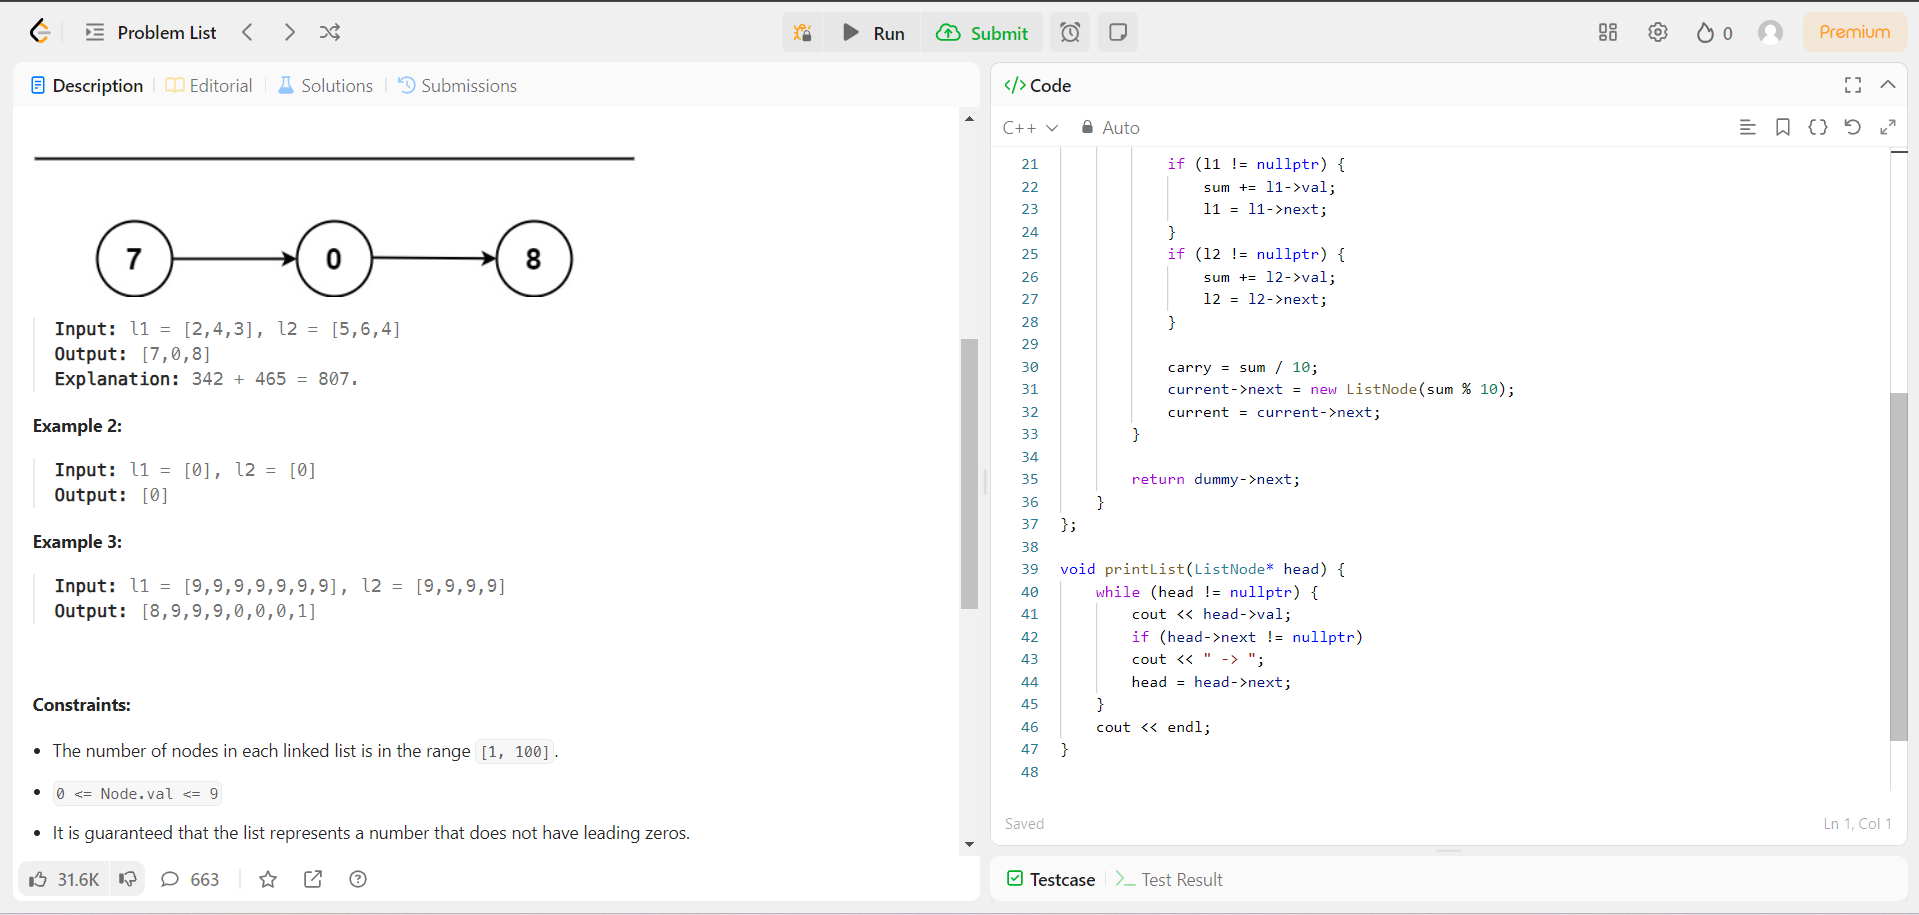 Problem List
Run
Submit
0
Premium
Description
Editorial
Solutions
Submissions
7
0
8
Input: l1 = [2,4,3], l2 = [5,6,4]
Output: [7,0,8]
Explanation: 342 + 465 = 807.
Example 2:
Input: l1 = [0], l2 = [0]
Output: [0]
Example 3:
Input: l1 = [9,9,9,9,9,9,9], l2 = [9,9,9,9]
Output: [8,9,9,9,0,0,0,1]
Constraints:
• The number of nodes in each linked list is in the range [1, 100].
• 0 <= Node.val <= 9
• It is guaranteed that the list represents a number that does not have leading zeros.
31.6K
663
</> Code
C++
Auto
21 if (l1 != nullptr) {
22 sum += l1->val;
23 l1 = l1->next;
24 }
25 if (l2 != nullptr) {
26 sum += l2->val;
27 l2 = l2->next;
28 }
29
30 carry = sum / 10;
31 current->next = new ListNode(sum % 10);
32 current = current->next;
33 }
34
35 return dummy->next;
36 }
37 };
38
39 void printList(ListNode* head) {
40 while (head != nullptr) {
41 cout << head->val;
42 if (head->next != nullptr)
43 cout << " -> ";
44 head = head->next;
45 }
46 cout << endl;
47 }
48
Saved
Ln 1, Col 1
Testcase
Test Result